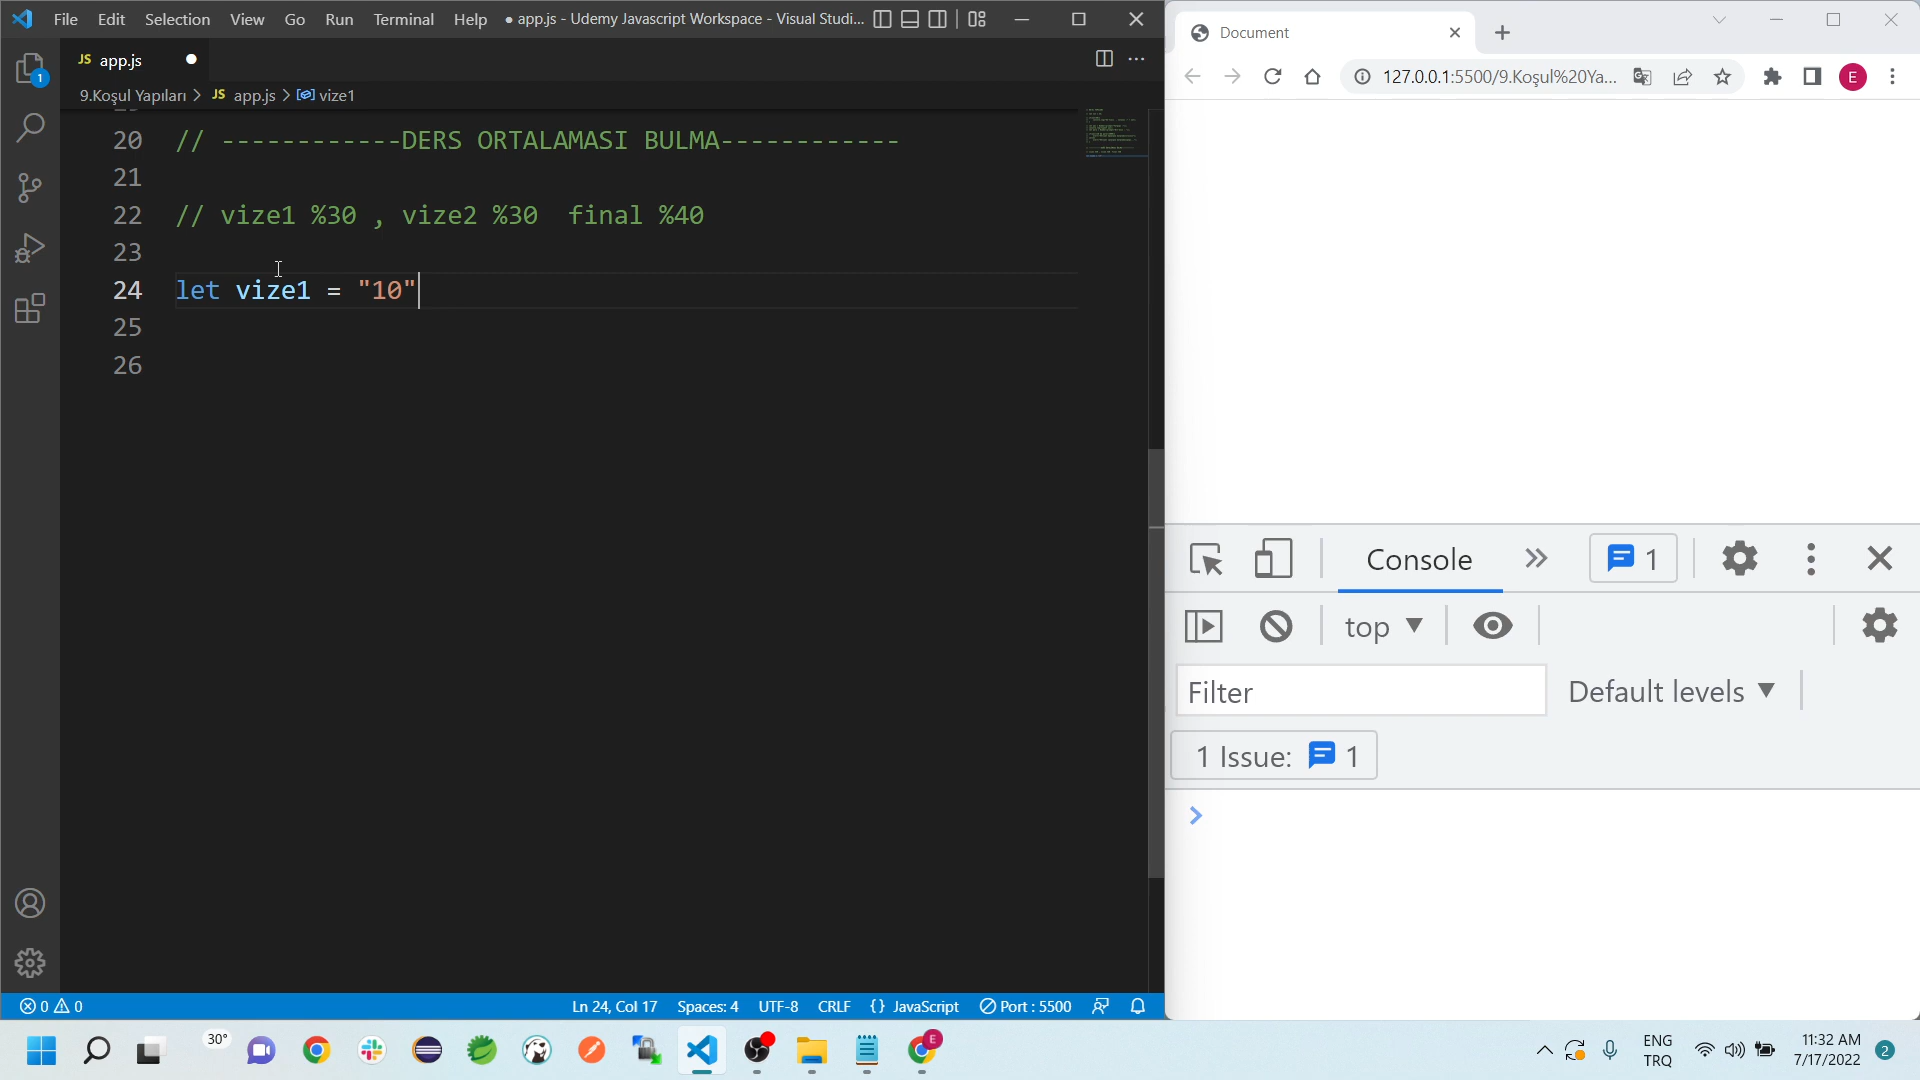 File Edit Selection View Go Run Terminal Help ● app.js - Udemy Javascript Workspace - Visual Studi...
JS app.js ●
9.Koşul Yapıları > JS app.js > vize1
20 // ------------DERS ORTALAMASI BULMA------------
21
22 // vize1 %30 , vize2 %30  final %40
23
24 let vize1 = "10"
25
26
1
0 0
Ln 24, Col 17 Spaces: 4 UTF-8 CRLF {} JavaScript Port : 5500
Document
127.0.0.1:5500/9.Koşul%20Ya...
E
Console
1
top
Filter
Default levels
1 Issue: 1
30°
E
ENG
TRQ
11:32 AM
7/17/2022
2